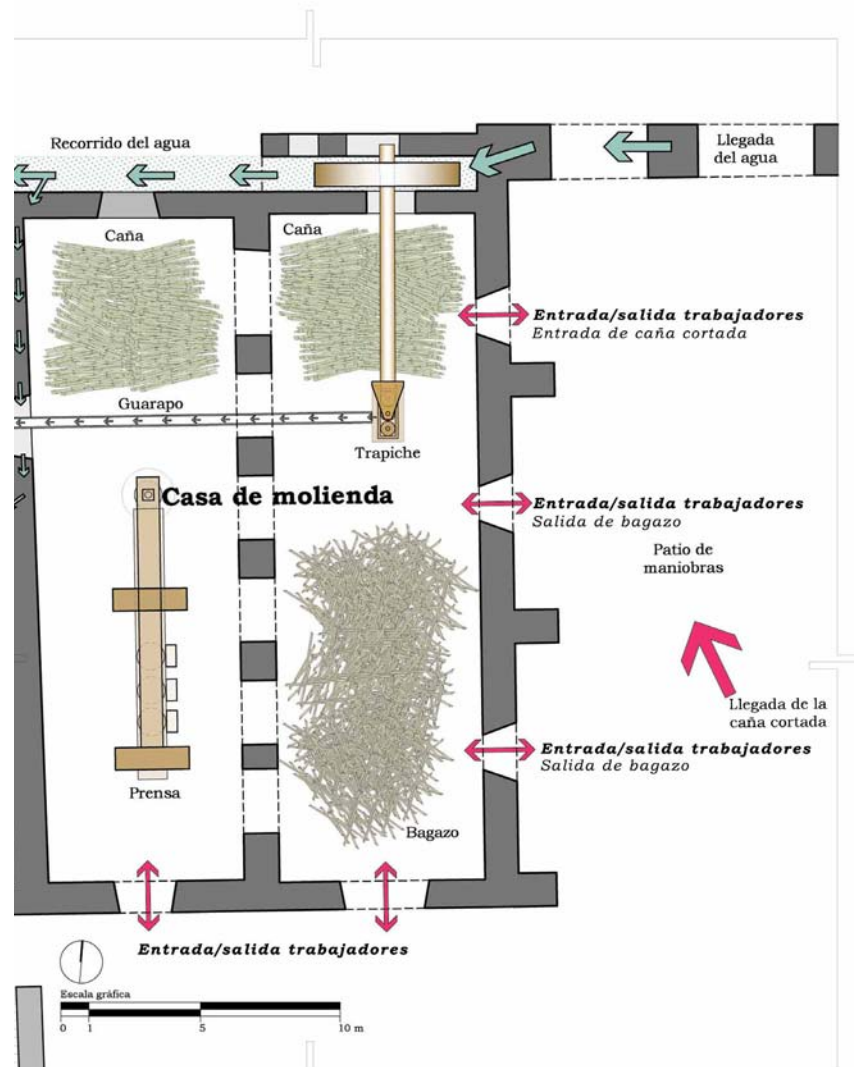 Recorrido del agua
Llegada
del agua
Caña
Caña
Entrada/salida trabajadores
Entrada de caña cortada
Guarapo
Trapiche
Casa de molienda
Entrada/salida trabajadores
Salida de bagazo
Patio de
maniobras
Llegada de la
caña cortada
Entrada/salida trabajadores
Salida de bagazo
Prensa
Bagazo
Entrada/salida trabajadores
Escala gráfica
0 1 5 10 m